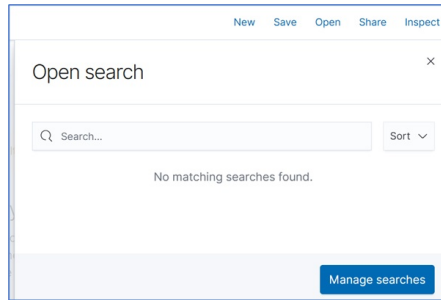 New Save Open Share Inspect
Open search
Search...
Sort
No matching searches found.
Manage searches